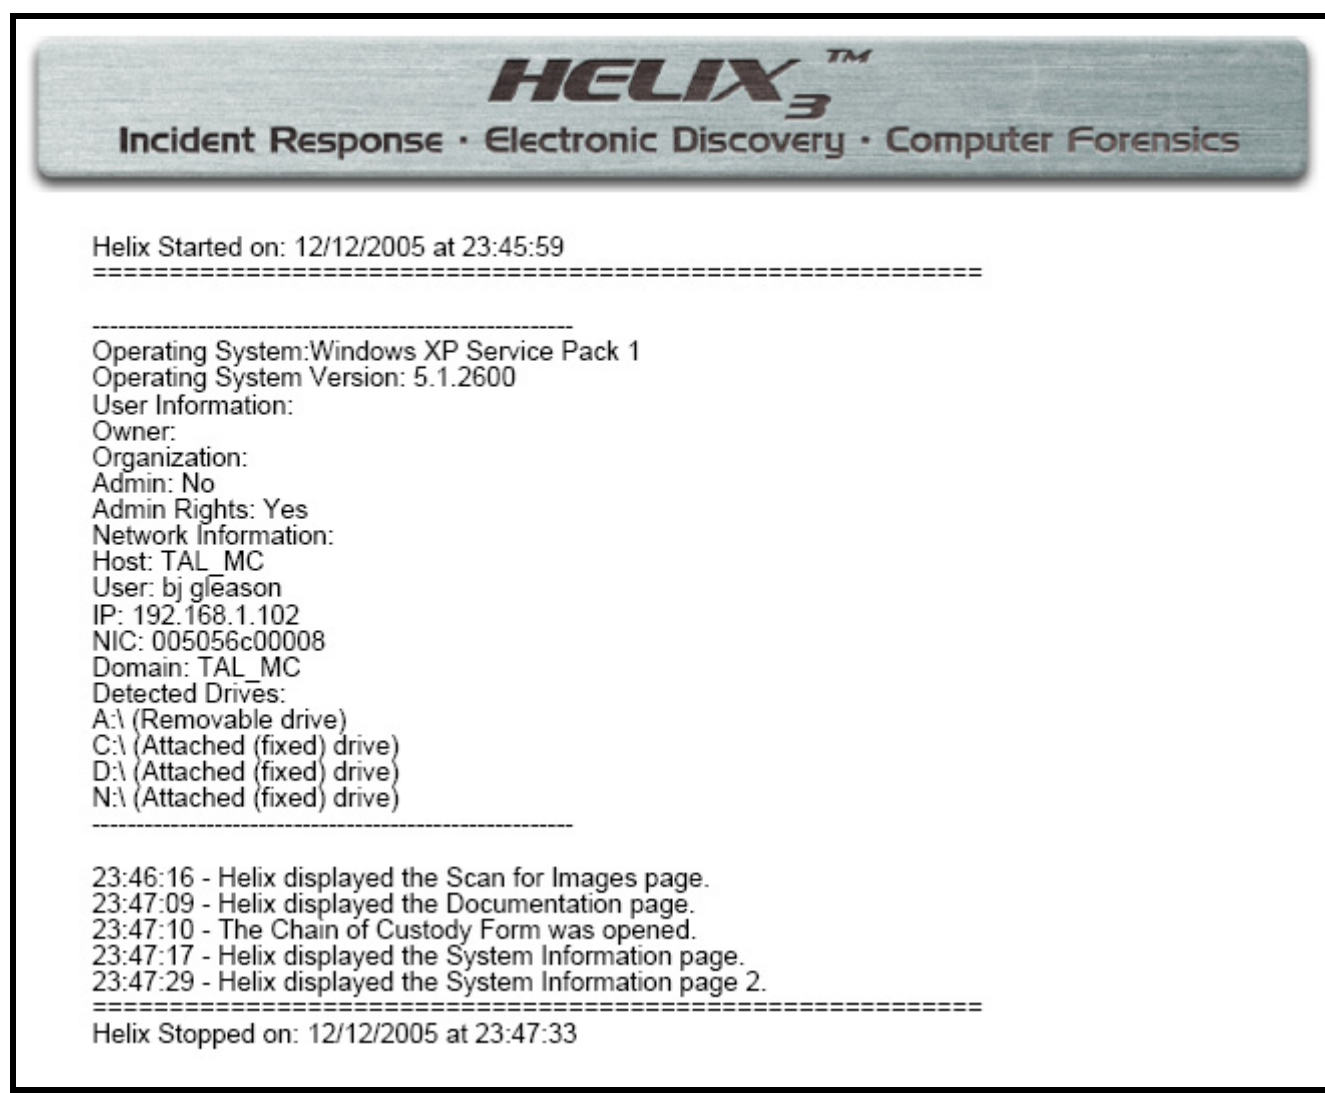 HELIX3™
Incident Response · Electronic Discovery · Computer Forensics
Helix Started on: 12/12/2005 at 23:45:59
==========================================================
-------------------------------------------------------
Operating System:Windows XP Service Pack 1
Operating System Version: 5.1.2600
User Information:
Owner:
Organization:
Admin: No
Admin Rights: Yes
Network Information:
Host: TAL_MC
User: bj gleason
IP: 192.168.1.102
NIC: 005056c00008
Domain: TAL_MC
Detected Drives:
A:\ (Removable drive)
C:\ (Attached (fixed) drive)
D:\ (Attached (fixed) drive)
N:\ (Attached (fixed) drive)
-------------------------------------------------------
23:46:16 - Helix displayed the Scan for Images page.
23:47:09 - Helix displayed the Documentation page.
23:47:10 - The Chain of Custody Form was opened.
23:47:17 - Helix displayed the System Information page.
23:47:29 - Helix displayed the System Information page 2.
==========================================================
Helix Stopped on: 12/12/2005 at 23:47:33